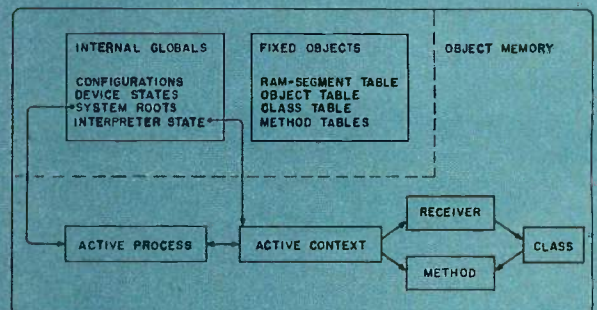 INTERNAL GLOBALS
CONFIGURATIONS
DEVICE STATES
SYSTEM ROOTS
INTERPRETER STATE
FIXED OBJECTS
RAM-SEGMENT TABLE
OBJECT TABLE
CLASS TABLE
METHOD TABLES
OBJECT MEMORY
ACTIVE PROCESS
ACTIVE CONTEXT
RECEIVER
METHOD
CLASS